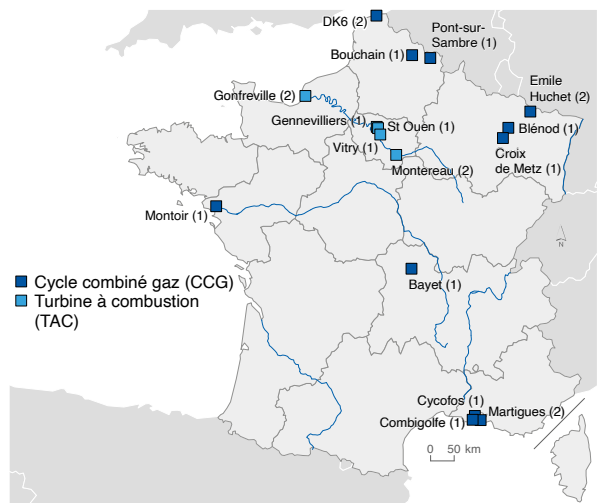 DK6 (2)
Pont-sur-
Sambre (1)
Bouchain (1)
Emile
Huchet (2)
Gonfreville (2)
Gennevilliers (1)
St Ouen (1)
Blénod (1)
Vitry (1)
Croix
de Metz (1)
Montereau (2)
Montoir (1)
N
Cycle combiné gaz (CCG)
Turbine à combustion
(TAC)
Bayet (1)
Cycofos (1)
Martigues (2)
Combigolfe (1)
0 50 km